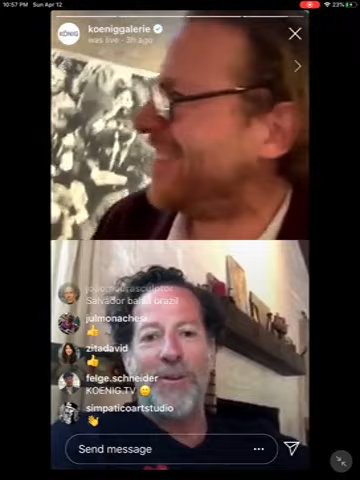 10:57 PM Sun Apr 12
23%
KÖNIG
koeniggalerie
was live · 3h ago
Salvador bahia brazil
julmonachesi
zitadavid
felge.schneider
KOENIG.TV
simpaticoartstudio
Send message